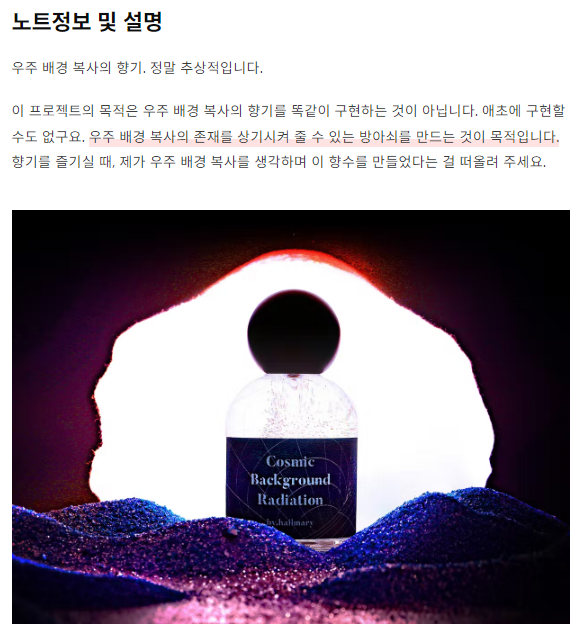 노트정보 및 설명
우주 배경 복사의 향기. 정말 추상적입니다.
이 프로젝트의 목적은 우주 배경 복사의 향기를 똑같이 구현하는 것이 아닙니다. 애초에 구현할
수도 없구요. 우주 배경 복사의 존재를 상기시켜 줄 수 있는 방아쇠를 만드는 것이 목적입니다.
향기를 즐기실 때, 제가 우주 배경 복사를 생각하며 이 향수를 만들었다는 걸 떠올려 주세요.
Cosmic
Background
Radiation
by.hailmary